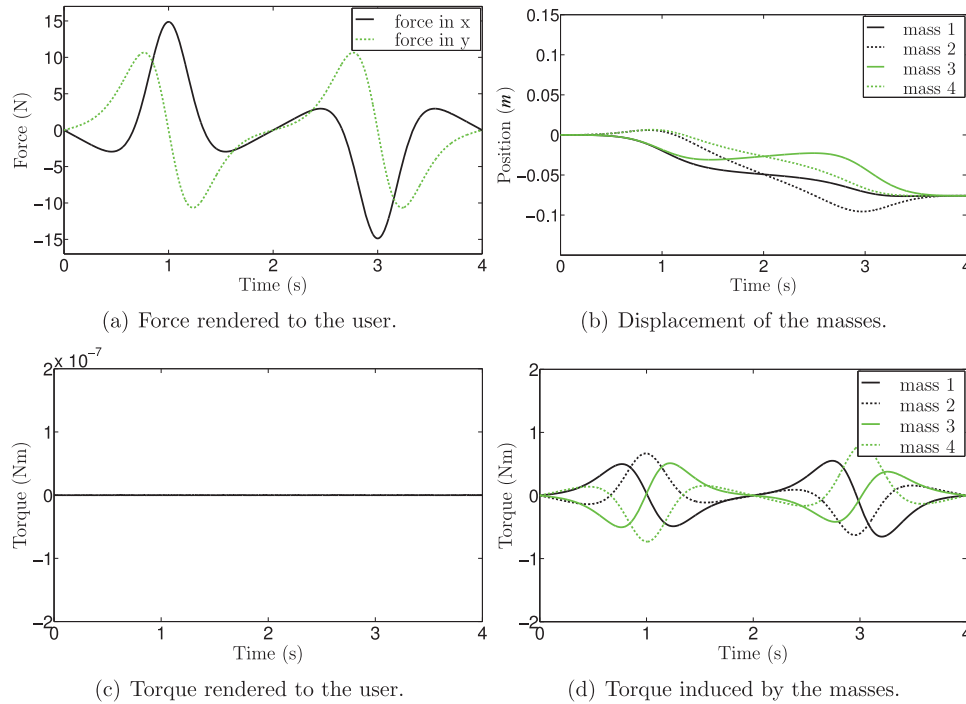 15
10
5
0
−5
−10
−15
Force (N)
force in x
force in y
0
1
2
3
4
Time (s)
(a) Force rendered to the user.
0.15
0.1
0.05
0
−0.05
−0.1
Position (m)
mass 1
mass 2
mass 3
mass 4
0
1
2
3
4
Time (s)
(b) Displacement of the masses.
x 10⁻⁷
2
1
0
−1
−2
Torque (Nm)
0
1
2
3
4
Time (s)
(c) Torque rendered to the user.
2
1
0
−1
−2
Torque (Nm)
mass 1
mass 2
mass 3
mass 4
0
1
2
3
4
Time (s)
(d) Torque induced by the masses.